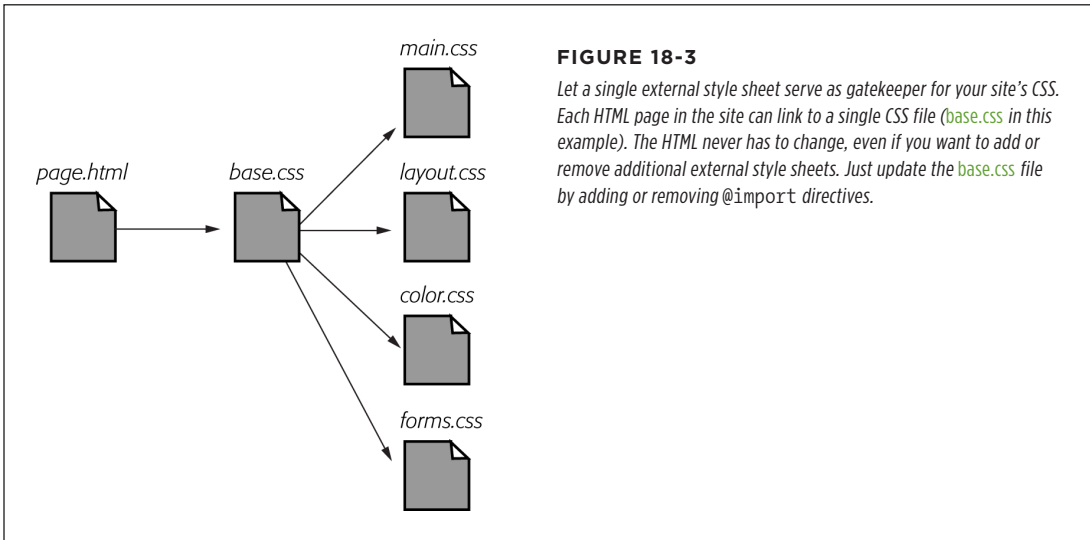 main.css
FIGURE 18-3
Let a single external style sheet serve as gatekeeper for your site's CSS.
Each HTML page in the site can link to a single CSS file (base.css in this
example). The HTML never has to change, even if you want to add or
remove additional external style sheets. Just update the base.css file
by adding or removing @import directives.
page.html
base.css
layout.css
color.css
forms.css